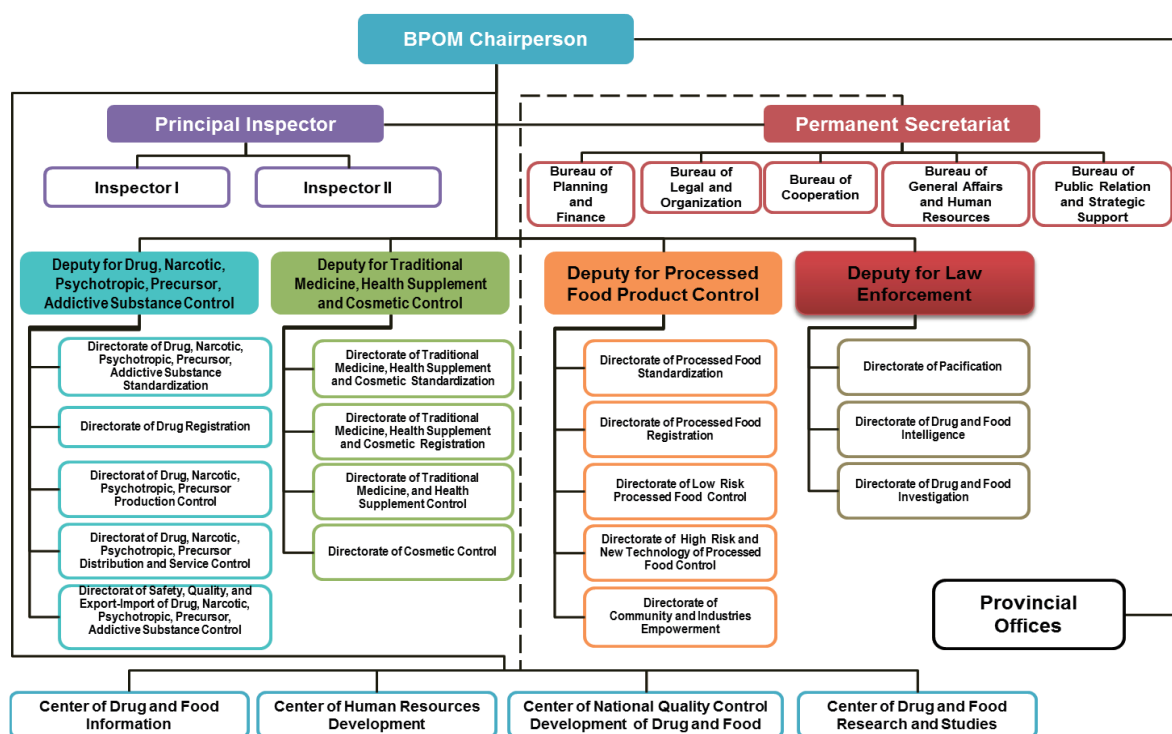 BPOM Chairperson
Principal Inspector
Permanent Secretariat
Inspector I
Inspector II
Bureau of
Planning
and
Finance
Bureau of
Legal and
Organization
Bureau of
Cooperation
Bureau of
General Affairs
and Human
Resources
Bureau of
Public Relation
and Strategic
Support
Deputy for Drug, Narcotic,
Psychotropic, Precursor,
Addictive Substance Control
Deputy for Traditional
Medicine, Health Supplement
and Cosmetic Control
Deputy for Processed
Food Product Control
Deputy for Law
Enforcement
Directorate of Drug, Narcotic,
Psychotropic, Precursor,
Addictive Substance
Standardization
Directorate of Drug Registration
Directorat of Drug, Narcotic,
Psychotropic, Precursor
Production Control
Directorat of Drug, Narcotic,
Psychotropic, Precursor
Distribution and Service Control
Directorat of Safety, Quality, and
Export-Import of Drug, Narcotic,
Psychotropic, Precursor,
Addictive Substance Control
Directorate of Traditional
Medicine, Health Supplement
and Cosmetic Standardization
Directorate of Traditional
Medicine, Health Supplement
and Cosmetic Registration
Directorate of Traditional
Medicine, and Health
Supplement Control
Directorate of Cosmetic Control
Directorate of Processed Food
Standardization
Directorate of Processed Food
Registration
Directorate of Low Risk
Processed Food Control
Directorate of High Risk and
New Technology of Processed
Food Control
Directorate of
Community and Industries
Empowerment
Directorate of Pacification
Directorate of Drug and Food
Intelligence
Directorate of Drug and Food
Investigation
Provincial
Offices
Center of Drug and Food
Information
Center of Human Resources
Development
Center of National Quality Control
Development of Drug and Food
Center of Drug and Food
Research and Studies